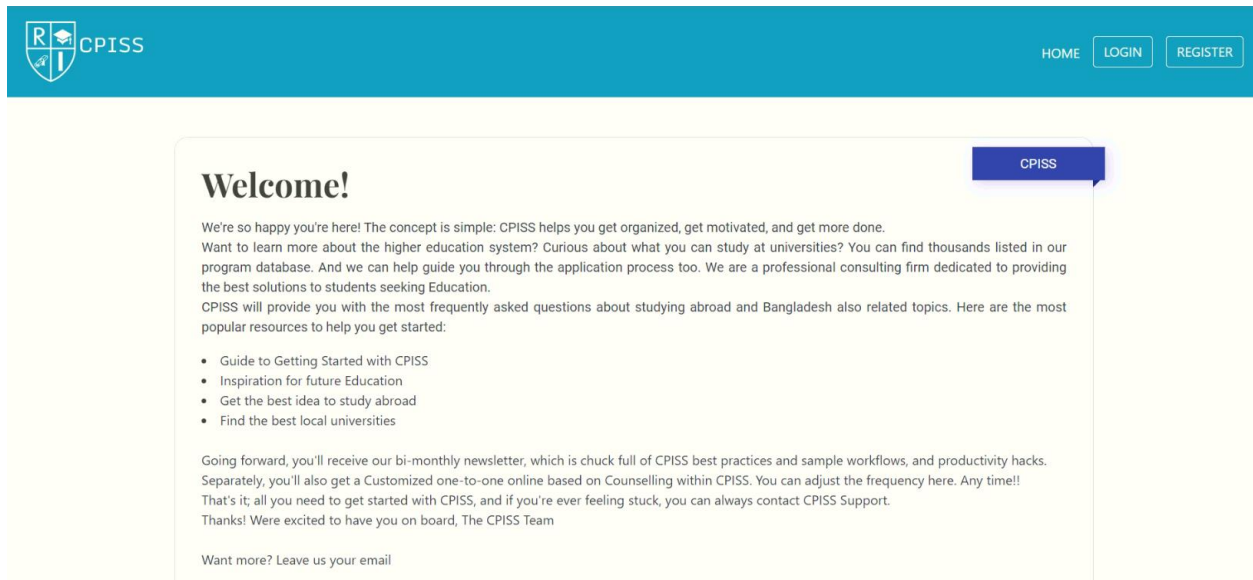 R
I
CPISS
HOME LOGIN REGISTER
CPISS
Welcome!
We're so happy you're here! The concept is simple: CPISS helps you get organized, get motivated, and get more done.
Want to learn more about the higher education system? Curious about what you can study at universities? You can find thousands listed in our
program database. And we can help guide you through the application process too. We are a professional consulting firm dedicated to providing
the best solutions to students seeking Education.
CPISS will provide you with the most frequently asked questions about studying abroad and Bangladesh also related topics. Here are the most
popular resources to help you get started:
• Guide to Getting Started with CPISS
• Inspiration for future Education
• Get the best idea to study abroad
• Find the best local universities
Going forward, you'll receive our bi-monthly newsletter, which is chuck full of CPISS best practices and sample workflows, and productivity hacks.
Separately, you'll also get a Customized one-to-one online based on Counselling within CPISS. You can adjust the frequency here. Any time!!
That's it; all you need to get started with CPISS, and if you're ever feeling stuck, you can always contact CPISS Support.
Thanks! Were excited to have you on board, The CPISS Team
Want more? Leave us your email